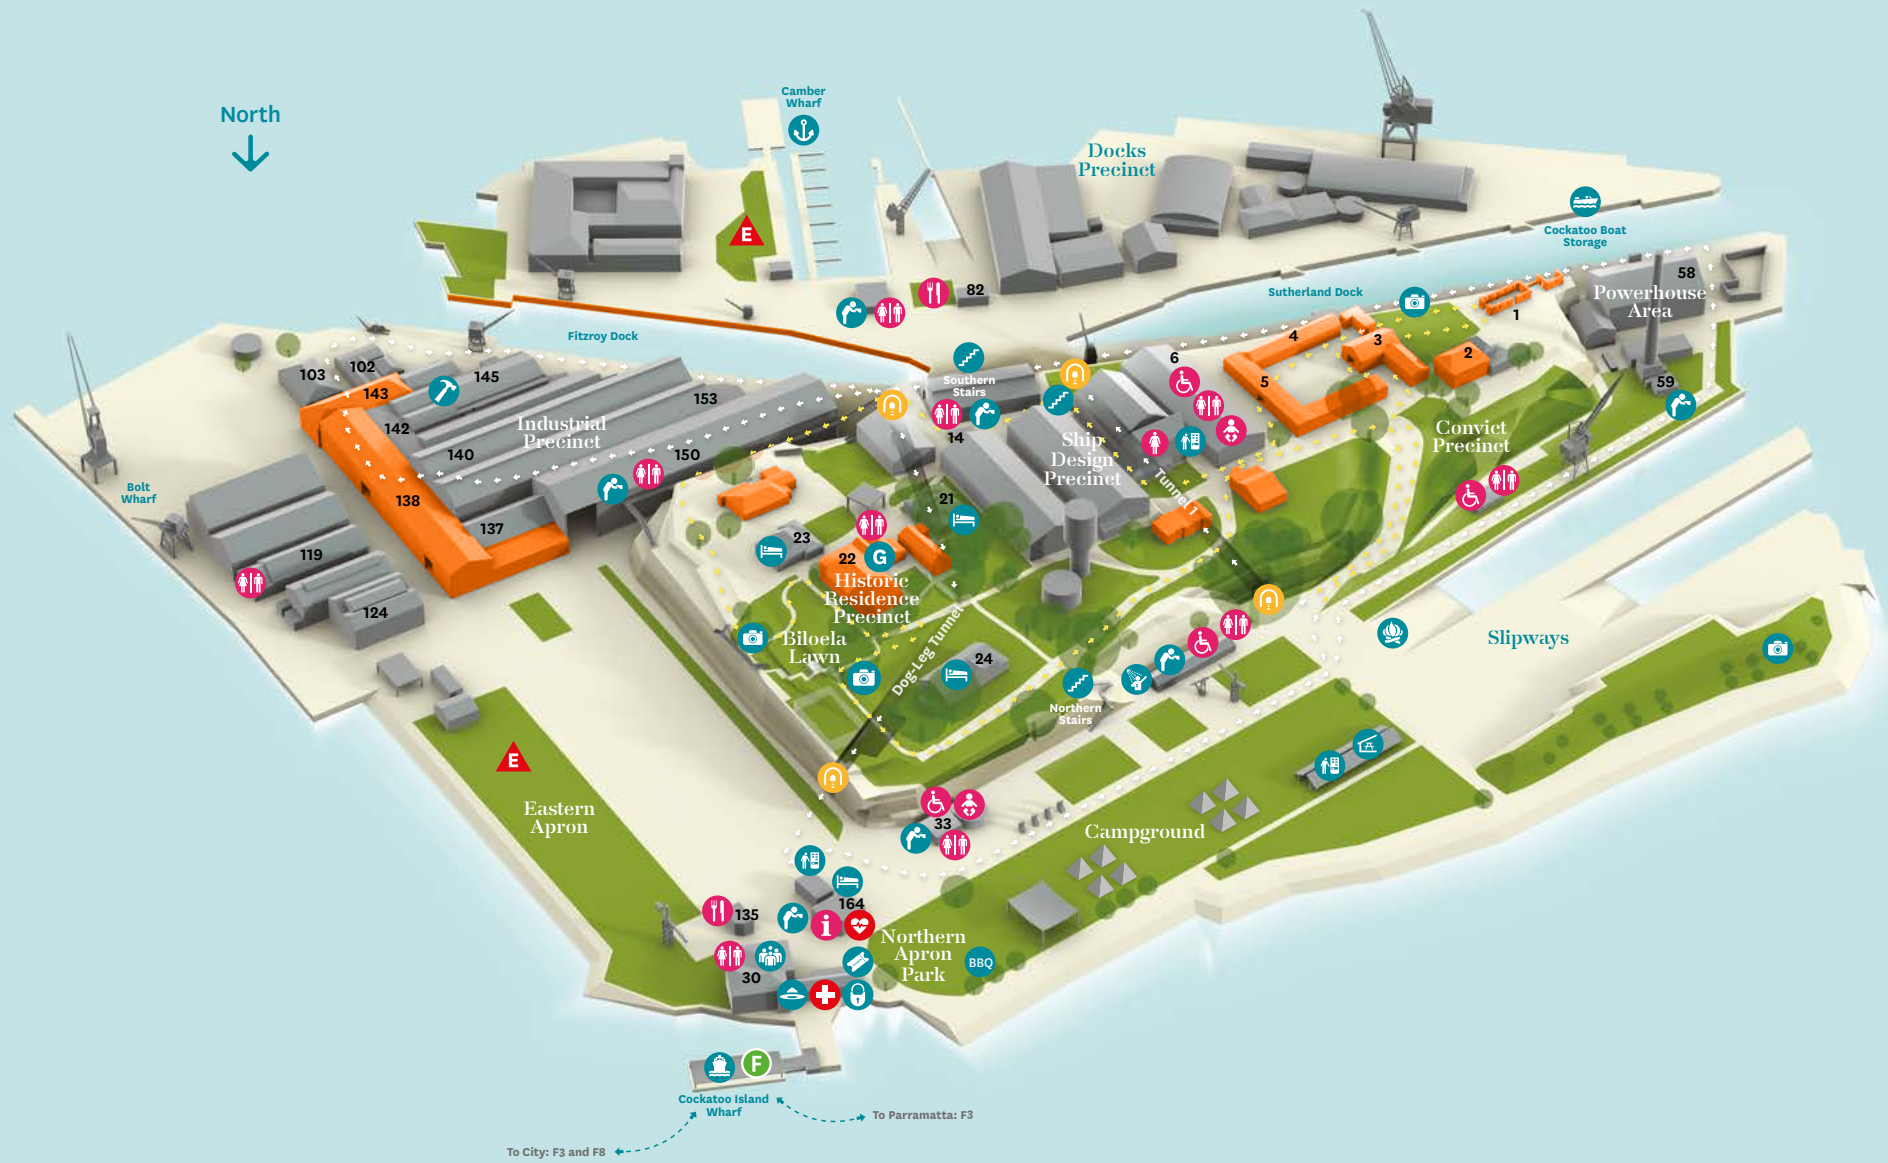 Camber
Wharf
North
Docks
Precinct
E
Cockatoo Boat
Storage
58
82
Sutherland Dock
Powerhouse
Area
1
Fitzroy Dock
4
3
2
6
5
59
103
102
145
143
153
Southern
Stairs
142
Industrial
Precinct
14
140
150
Ship
Design
Precinct
Convict
Precinct
Tunnel 1
Bolt
Wharf
138
137
21
23
119
22
G
Historic
Residence
Precinct
124
Biloela
Lawn
Dog-Leg Tunnel
24
Slipways
Northern
Stairs
E
Eastern
Apron
33
Campground
164
135
i
Northern
Apron
Park
BBQ
30
F
Cockatoo Island
Wharf
To Parramatta: F3
To City: F3 and F8